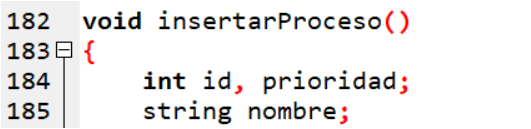 182 void insertarProceso()
183 {
184 int id, prioridad;
185 string nombre;